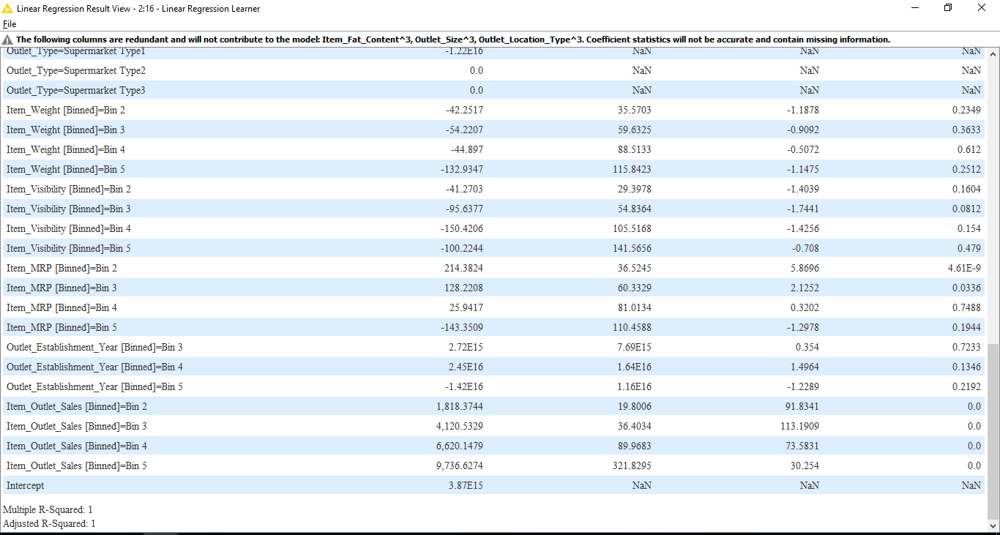 Linear Regression Result View - 2:16 - Linear Regression Learner
File
The following columns are redundant and will not contribute to the model: Item_Fat_Content^3, Outlet_Size^3, Outlet_Location_Type^3. Coefficient statistics will not be accurate and contain missing information.
Outlet_Type=Supermarket Type1 -1.22E16 NaN NaN NaN
Outlet_Type=Supermarket Type2 0.0 NaN NaN NaN
Outlet_Type=Supermarket Type3 0.0 NaN NaN NaN
Item_Weight [Binned]=Bin 2 -42.2517 35.5703 -1.1878 0.2349
Item_Weight [Binned]=Bin 3 -54.2207 59.6325 -0.9092 0.3633
Item_Weight [Binned]=Bin 4 -44.897 88.5133 -0.5072 0.612
Item_Weight [Binned]=Bin 5 -132.9347 115.8423 -1.1475 0.2512
Item_Visibility [Binned]=Bin 2 -41.2703 29.3978 -1.4039 0.1604
Item_Visibility [Binned]=Bin 3 -95.6377 54.8364 -1.7441 0.0812
Item_Visibility [Binned]=Bin 4 -150.4206 105.5168 -1.4256 0.154
Item_Visibility [Binned]=Bin 5 -100.2244 141.5656 -0.708 0.479
Item_MRP [Binned]=Bin 2 214.3824 36.5245 5.8696 4.61E-9
Item_MRP [Binned]=Bin 3 128.2208 60.3329 2.1252 0.0336
Item_MRP [Binned]=Bin 4 25.9417 81.0134 0.3202 0.7488
Item_MRP [Binned]=Bin 5 -143.3509 110.4588 -1.2978 0.1944
Outlet_Establishment_Year [Binned]=Bin 3 2.72E15 7.69E15 0.354 0.7233
Outlet_Establishment_Year [Binned]=Bin 4 2.45E16 1.64E16 1.4964 0.1346
Outlet_Establishment_Year [Binned]=Bin 5 -1.42E16 1.16E16 -1.2289 0.2192
Item_Outlet_Sales [Binned]=Bin 2 1,818.3744 19.8006 91.8341 0.0
Item_Outlet_Sales [Binned]=Bin 3 4,120.5329 36.4034 113.1909 0.0
Item_Outlet_Sales [Binned]=Bin 4 6,620.1479 89.9683 73.5831 0.0
Item_Outlet_Sales [Binned]=Bin 5 9,736.6274 321.8295 30.254 0.0
Intercept 3.87E15 NaN NaN NaN
Multiple R-Squared: 1
Adjusted R-Squared: 1